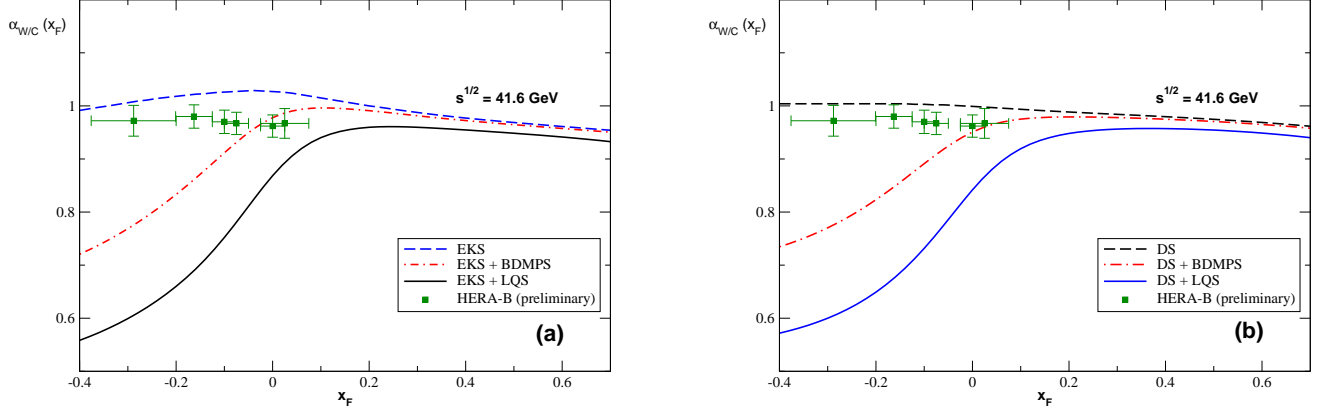 α_{W/C} (x_F)
1
0.8
0.6
s^{1/2} = 41.6 GeV
EKS
EKS + BDMPS
EKS + LQS
HERA-B (preliminary)
(a)
-0.4 -0.2 0 0.2 0.4 0.6
x_F
α_{W/C} (x_F)
1
0.8
0.6
s^{1/2} = 41.6 GeV
DS
DS + BDMPS
DS + LQS
HERA-B (preliminary)
(b)
-0.4 -0.2 0 0.2 0.4 0.6
x_F